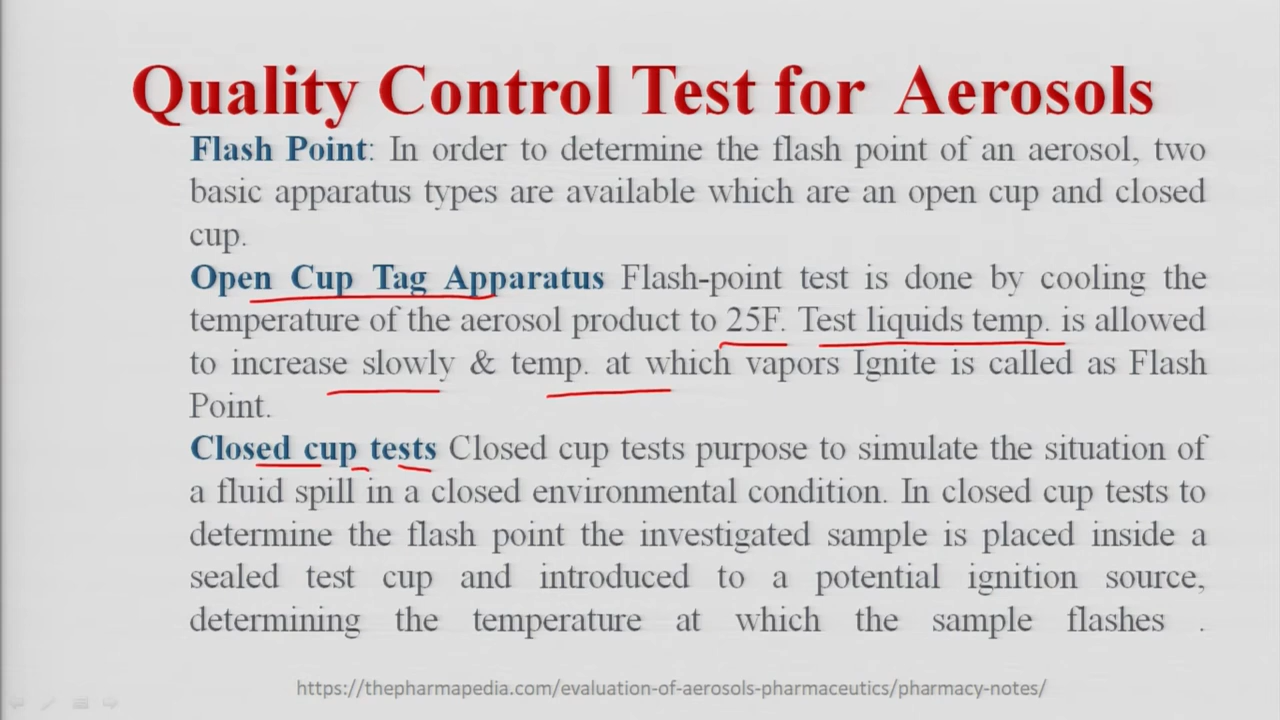 Quality Control Test for Aerosols
Flash Point: In order to determine the flash point of an aerosol, two
basic apparatus types are available which are an open cup and closed
cup.
Open Cup Tag Apparatus Flash-point test is done by cooling the
temperature of the aerosol product to 25F. Test liquids temp. is allowed
to increase slowly & temp. at which vapors Ignite is called as Flash
Point.
Closed cup tests Closed cup tests purpose to simulate the situation of
a fluid spill in a closed environmental condition. In closed cup tests to
determine the flash point the investigated sample is placed inside a
sealed test cup and introduced to a potential ignition source,
determining the temperature at which the sample flashes .
https://thepharmapedia.com/evaluation-of-aerosols-pharmaceutics/pharmacy-notes/